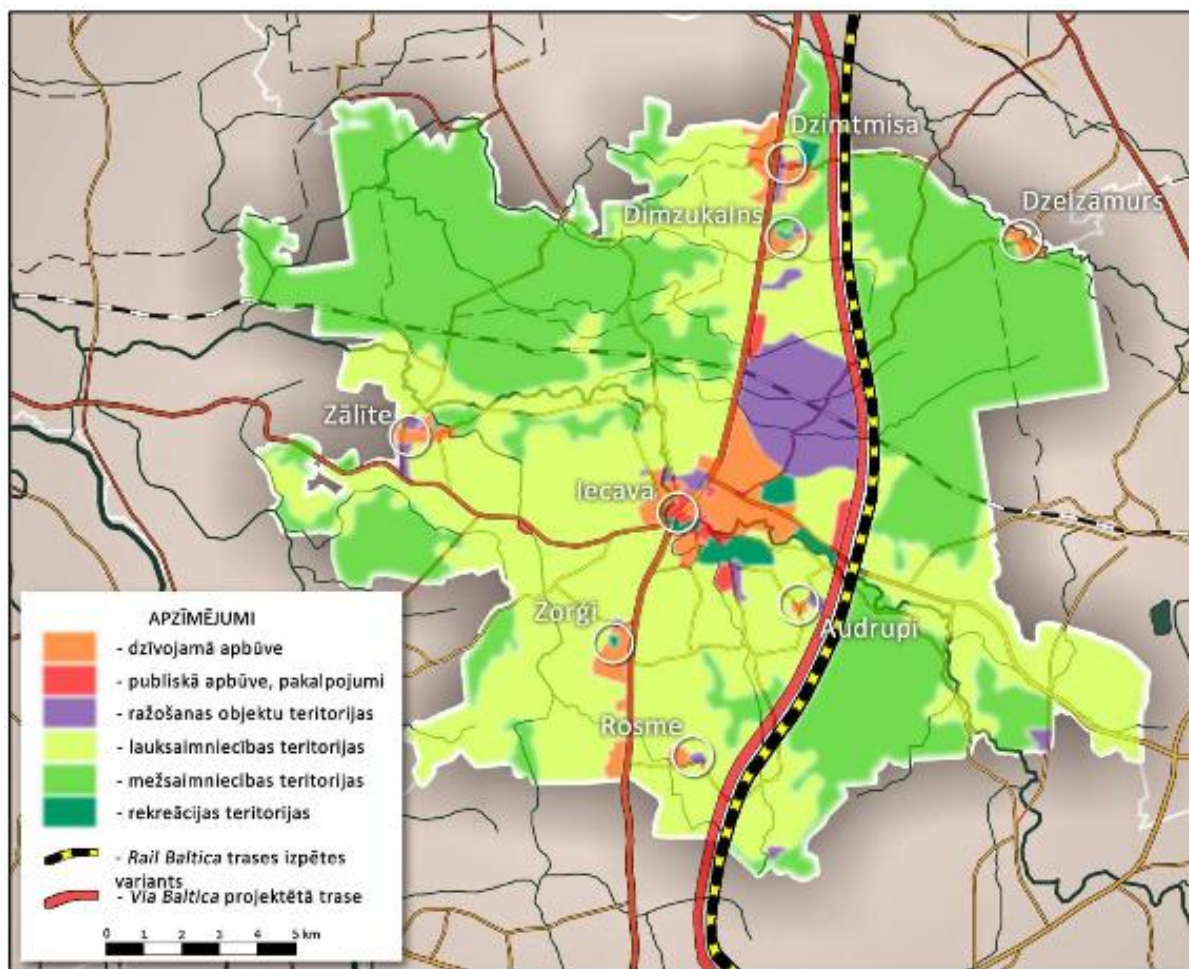 Dzimtmisa
Dzelzāmurs
Dimzukalns
Zālīte
Iecava
Zorģi
Audrupi
Rosme
APZĪMĒJUMI
- dzīvojamā apbūve
- publiskā apbūve, pakalpojumi
- ražošanas objektu teritorijas
- lauksaimniecības teritorijas
- mežsaimniecības teritorijas
- rekreācijas teritorijas
- Rail Baltica trases izpētes
variants
- Via Baltica projektētā trase
0 1 2 3 4 5 km